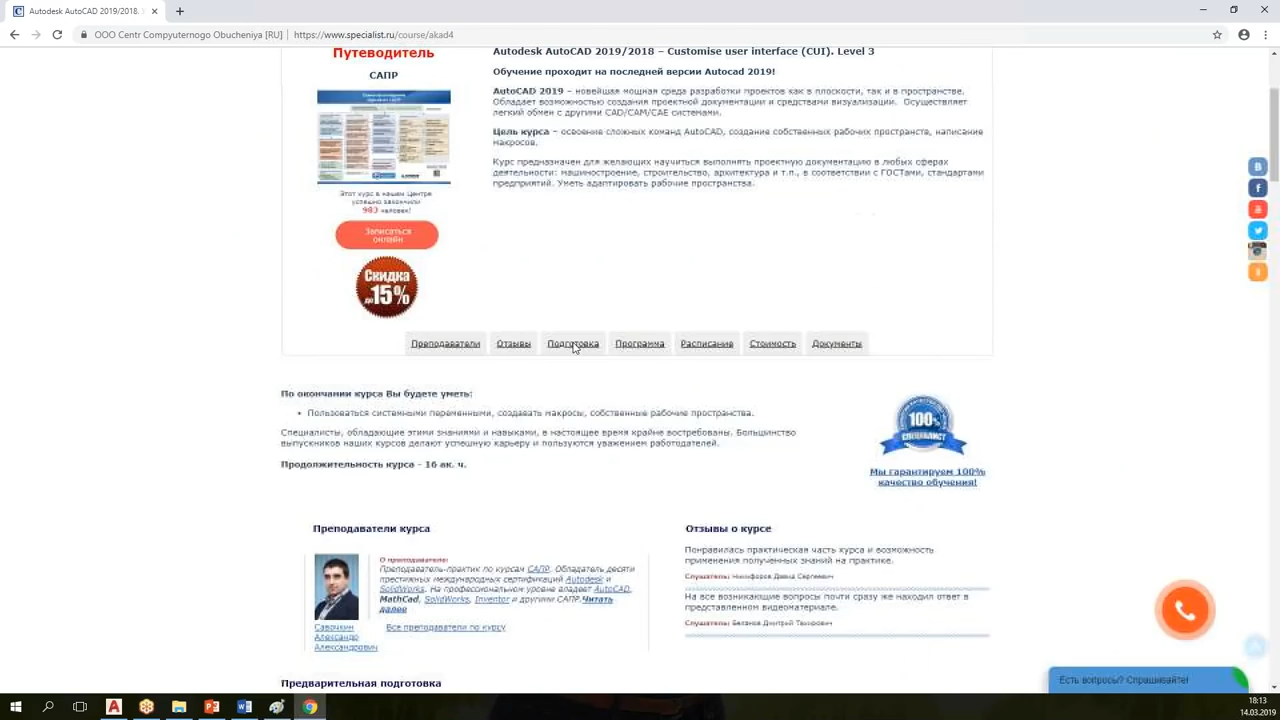 Autodesk AutoCAD 2019/2018.
OOO Centr Compyuternogo Obucheniya [RU]
https://www.specialist.ru/course/akad4
Путеводитель
САПР
Этот курс в нашем Центре
успешно закончили
983 человек!
Записаться
онлайн
Скидка
до 15%
Autodesk AutoCAD 2019/2018 – Customise user interface (CUI). Level 3
Обучение проходит на последней версии Autocad 2019!
AutoCAD 2019 – новейшая мощная среда разработки проектов как в плоскости, так и в пространстве.
Обладает возможностью создания проектной документации и средствами визуализации. Осуществляет
легкий обмен с другими CAD/CAM/CAE системами.
Цель курса – освоение сложных команд AutoCAD, создание собственных рабочих пространств, написание
макросов.
Курс предназначен для желающих научиться выполнять проектную документацию в любых сферах
деятельности: машиностроение, строительство, архитектура и т.п., в соответствии с ГОСТами, стандартами
предприятий. Уметь адаптировать рабочие пространства.
Преподаватели
Отзывы
Подготовка
Программа
Расписание
Стоимость
Документы
По окончании курса Вы будете уметь:
• Пользоваться системными переменными, создавать макросы, собственные рабочие пространства.
Специалисты, обладающие этими знаниями и навыками, в настоящее время крайне востребованы. Большинство
выпускников наших курсов делают успешную карьеру и пользуются уважением работодателей.
Продолжительность курса – 16 ак. ч.
100%
СПЕЦИАЛИСТ
Мы гарантируем 100%
качество обучения!
Преподаватели курса
О преподавателе:
Преподаватель-практик по курсам САПР. Обладатель десяти
престижных международных сертификаций Autodesk и
SolidWorks. На профессиональном уровне владеет AutoCAD,
MathCad, SolidWorks, Inventor и другими САПР.Читать
далее
Савочкин
Александр
Александрович
Все преподаватели по курсу
Отзывы о курсе
Понравилась практическая часть курса и возможность
применения полученных знаний на практике.
Слушатель: Никифоров Давид Сергеевич
На все возникающие вопросы почти сразу же находил ответ в
представленном видеоматериале.
Слушатель: Дмитрий Таирович
Предварительная подготовка
Есть вопросы? Спрашивайте!
18:13
14.03.2019